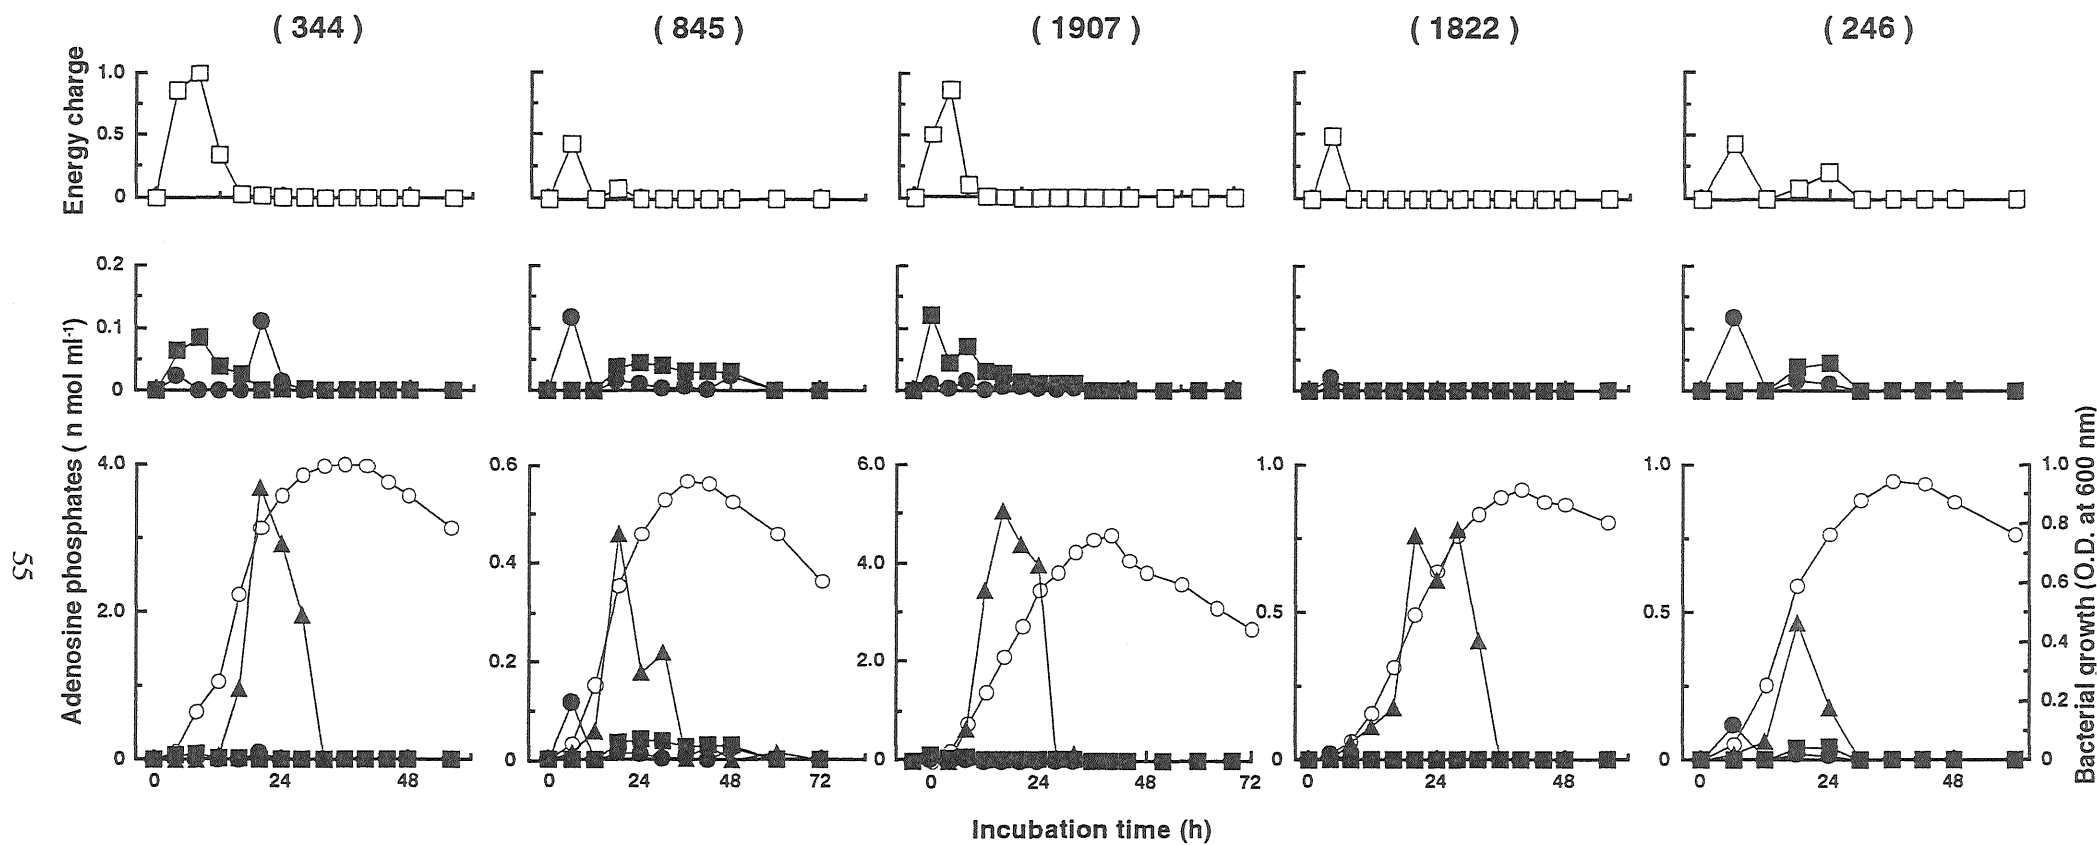 ( 344 ) ( 845 ) ( 1907 ) ( 1822 ) ( 246 )
Energy charge
1.0
0.5
0
Adenosine phosphates ( n mol ml-1)
0.2
0.1
0
4.0 0.6 6.0 1.0 1.0 1.0
0.8
0.4 4.0
2.0 0.5 0.5 0.6
0.4
0.2 2.0
0.2
0 0 0 0 0 0
Bacterial growth (O.D. at 600 nm)
0 24 48 0 24 48 72 0 24 48 72 0 24 48 0 24 48
Incubation time (h)
55